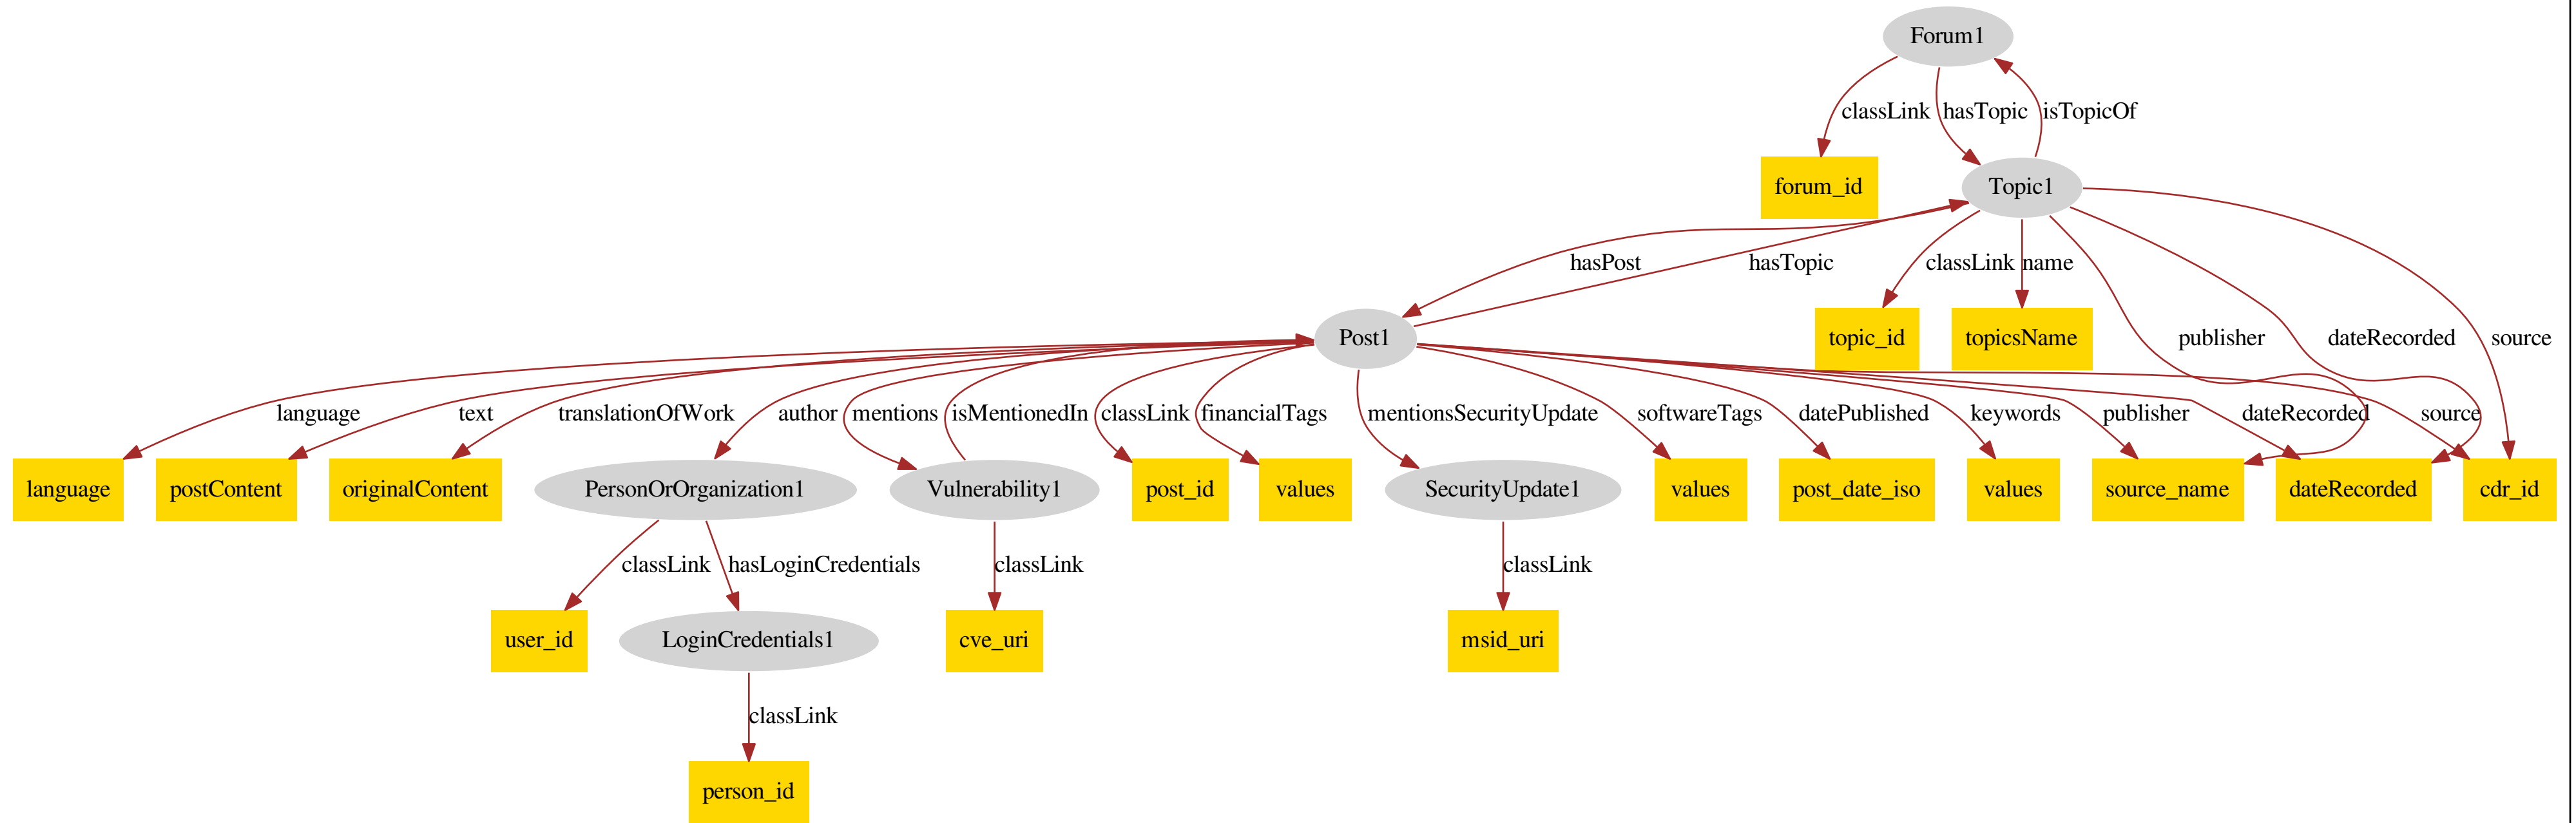 Forum1
classLink
hasTopic
isTopicOf
forum_id
Topic1
hasPost
hasTopic
classLink
name
Post1
topic_id
topicsName
publisher
dateRecorded
source
language
text
translationOfWork
author
mentions
isMentionedIn
classLink
financialTags
mentionsSecurityUpdate
softwareTags
datePublished
keywords
publisher
dateRecorded
source
language
postContent
originalContent
PersonOrOrganization1
Vulnerability1
post_id
values
SecurityUpdate1
values
post_date_iso
values
source_name
dateRecorded
cdr_id
classLink
hasLoginCredentials
classLink
classLink
user_id
LoginCredentials1
cve_uri
msid_uri
classLink
person_id